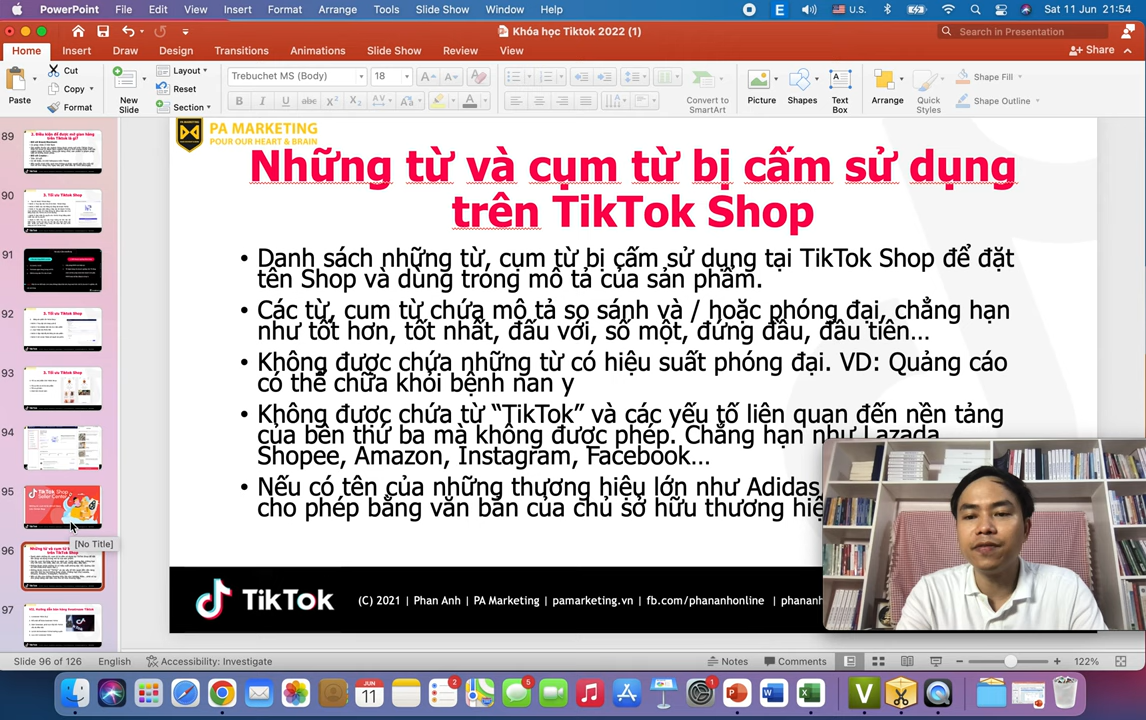 PowerPoint File Edit View Insert Format Arrange Tools Slide Show Window Help
E U.S. Sat 11 Jun 21:54
Khóa học Tiktok 2022 (1)
Search in Presentation
Home Insert Draw Design Transitions Animations Slide Show Review View
Share
Paste
Cut
Copy
Format
New Slide
Layout
Reset
Section
Trebuchet MS (Body) 18
Convert to SmartArt
Picture Shapes Text Box Arrange Quick Styles
Shape Fill
Shape Outline
89
90
91
92
93
94
95
TikTok Shop
Seller Center
[No Title]
96
97
PA MARKETING
POUR OUR HEART & BRAIN
Những từ và cụm từ bị cấm sử dụng
trên TikTok Shop
• Danh sách những từ, cụm từ bị cấm sử dụng tại TikTok Shop để đặt
tên Shop và dùng trong mô tả của sản phẩm.
• Các từ, cụm từ chứa mô tả so sánh và / hoặc phóng đại, chẳng hạn
như tốt hơn, tốt nhất, đấu với, số một, đứng đầu, đầu tiên…
• Không được chứa những từ có hiệu suất phóng đại. VD: Quảng cáo
có thể chữa khỏi bệnh nan y
• Không được chứa từ “TikTok” và các yếu tố liên quan đến nền tảng
của bên thứ ba mà không được phép. Chẳng hạn như Lazada,
Shopee, Amazon, Instagram, Facebook…
• Nếu có tên của những thương hiệu lớn như Adidas,
cho phép bằng văn bản của chủ sở hữu thương hiệ
TikTok
(C) 2021 | Phan Anh | PA Marketing | pamarketing.vn | fb.com/phananhonline | phananh
Slide 96 of 126 English Accessibility: Investigate
Notes Comments 122%
JUN
11
2
5
1